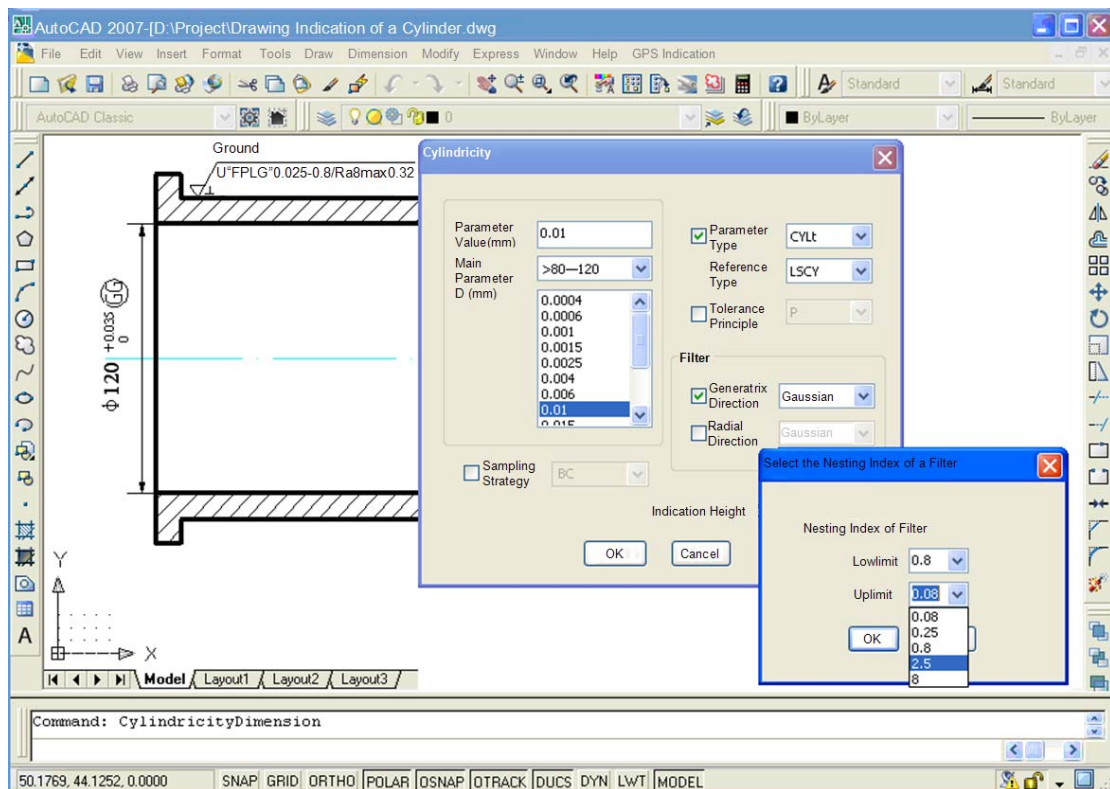 AutoCAD 2007-[D:\Project\Drawing Indication of a Cylinder.dwg
File Edit View Insert Format Tools Draw Dimension Modify Express Window Help GPS Indication
Standard Standard
AutoCAD Classic 0 ByLayer ByLayer
Ground
U"FPLG"0.025-0.8/Ra8max0.32
Φ120 +0.035 0 GG
Cylindricity
Parameter Value(mm) 0.01
Main Parameter D (mm) >80—120
0.0004
0.0006
0.001
0.0015
0.0025
0.004
0.006
0.01
0.015
Parameter Type CYLt
Reference Type LSCY
Tolerance Principle P
Filter
Generatrix Direction Gaussian
Radial Direction Gaussian
Sampling Strategy BC
Indication Height
OK Cancel
Select the Nesting Index of a Filter
Nesting Index of Filter
Lowlimit 0.8
Uplimit 0.08
0.08
0.25
0.8
2.5
8
OK
Y
X
A
Model Layout1 Layout2 Layout3
Command: CylindricityDimension
50.1769, 44.1252, 0.0000 SNAP GRID ORTHO POLAR OSNAP OTRACK DUCS DYN LWT MODEL